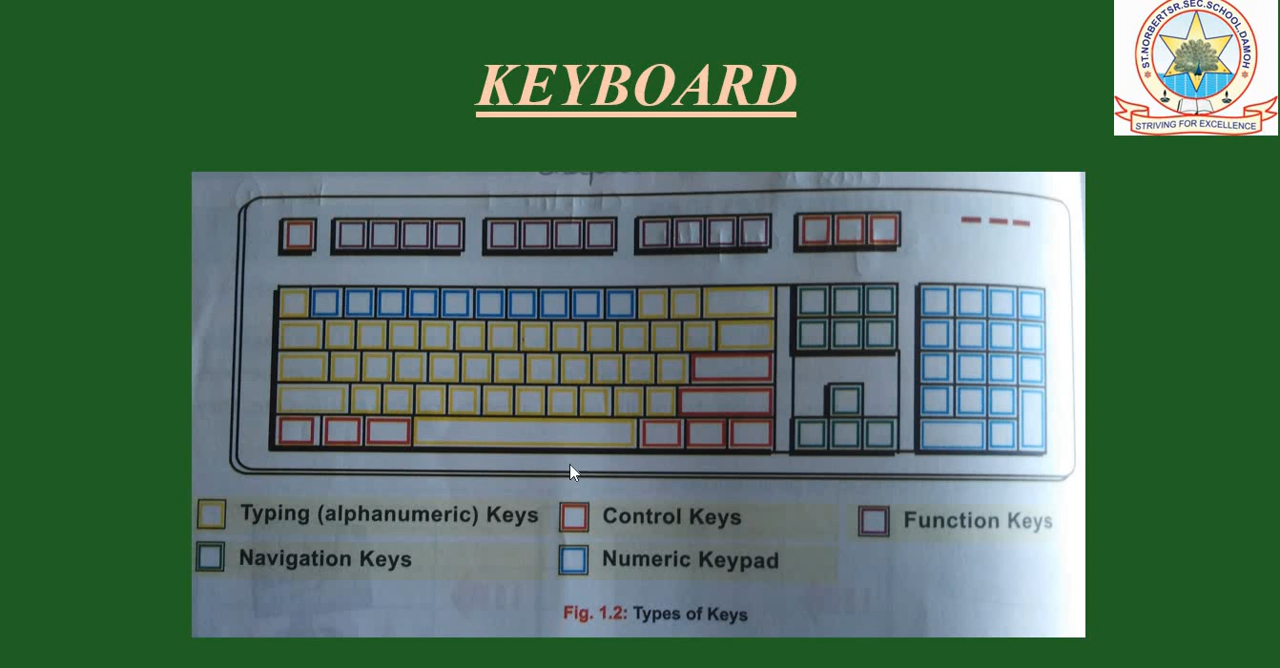 ST.NORBERTSR.SEC.SCHOOL,DAMOH
STRIVING FOR EXCELLENCE
KEYBOARD
Typing (alphanumeric) Keys
Control Keys
Function Keys
Navigation Keys
Numeric Keypad
Fig. 1.2: Types of Keys